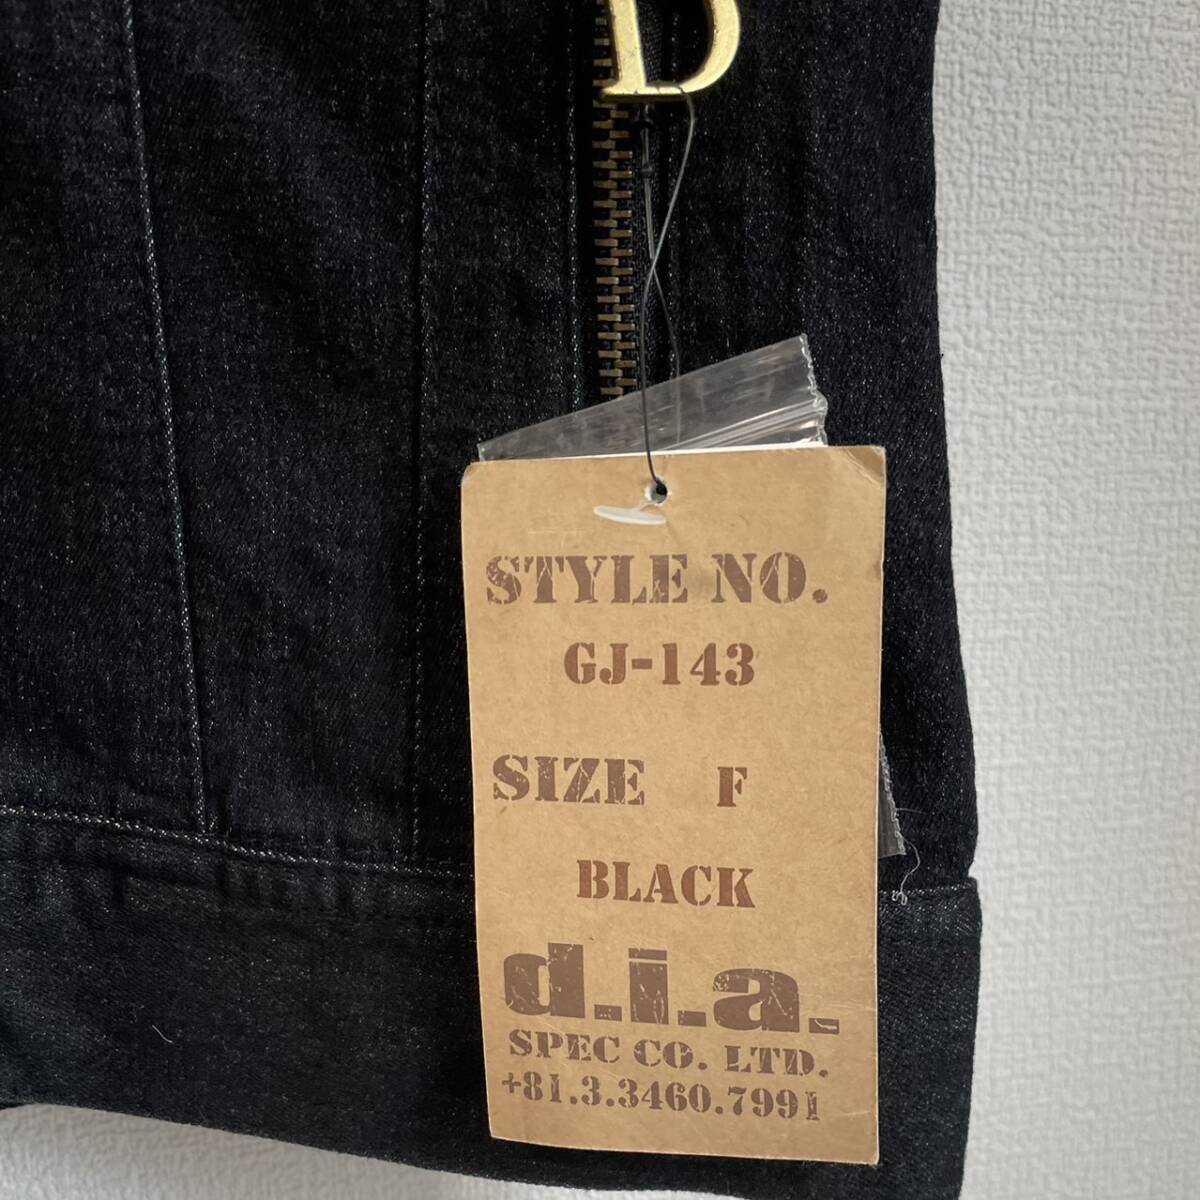 D
STYLE NO.
GJ-143
SIZE F
BLACK
d.i.a.
SPEC CO. LTD.
+81.3.3460.7991